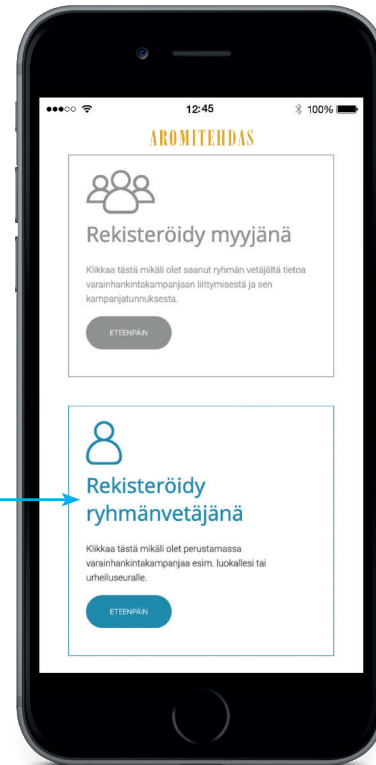 12:45
100%
AROMITEHDAS
Rekisteröidy myyjänä
Klikkaa tästä mikäli olet saanut ryhmän vetäjältä tietoa
varainhankintakampanjaan liittymisestä ja sen
kampanjatunnuksesta.
ETEENPÄIN
Rekisteröidy
ryhmänvetäjänä
Klikkaa tästä mikäli olet perustamassa
varainhankintakampanjaa esim. luokallesi tai
urheiluseuralle.
ETEENPÄIN